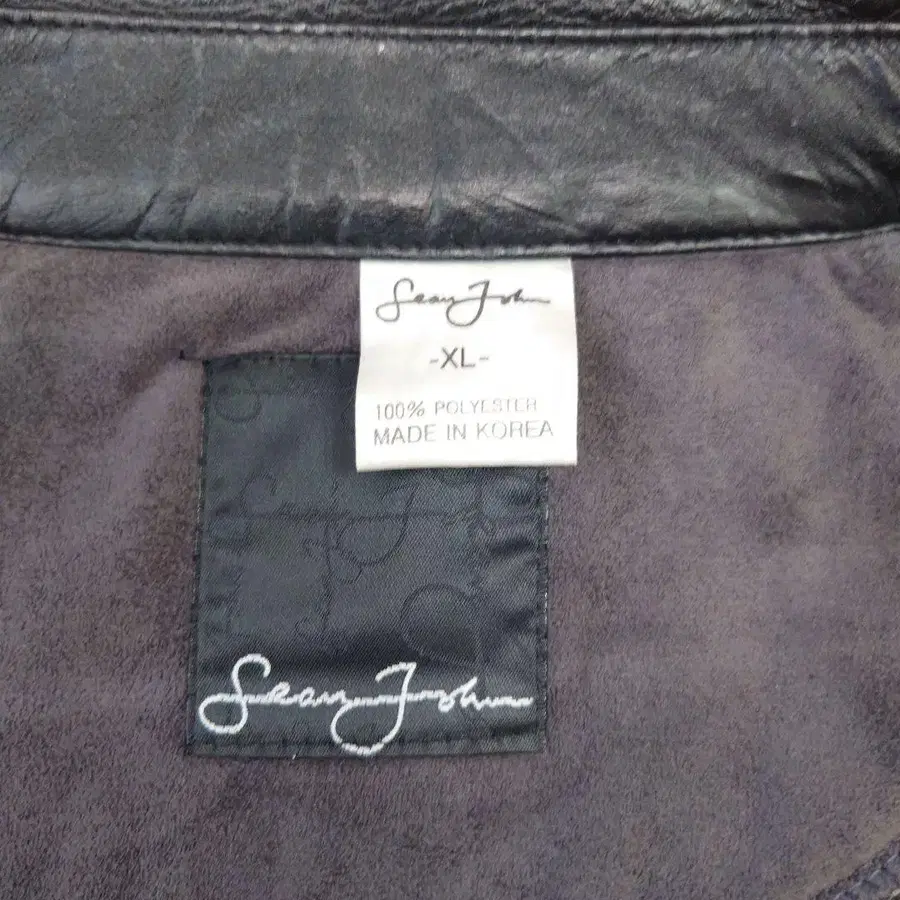 Sean John
-XL-
100% POLYESTER
MADE IN KOREA
Sean John